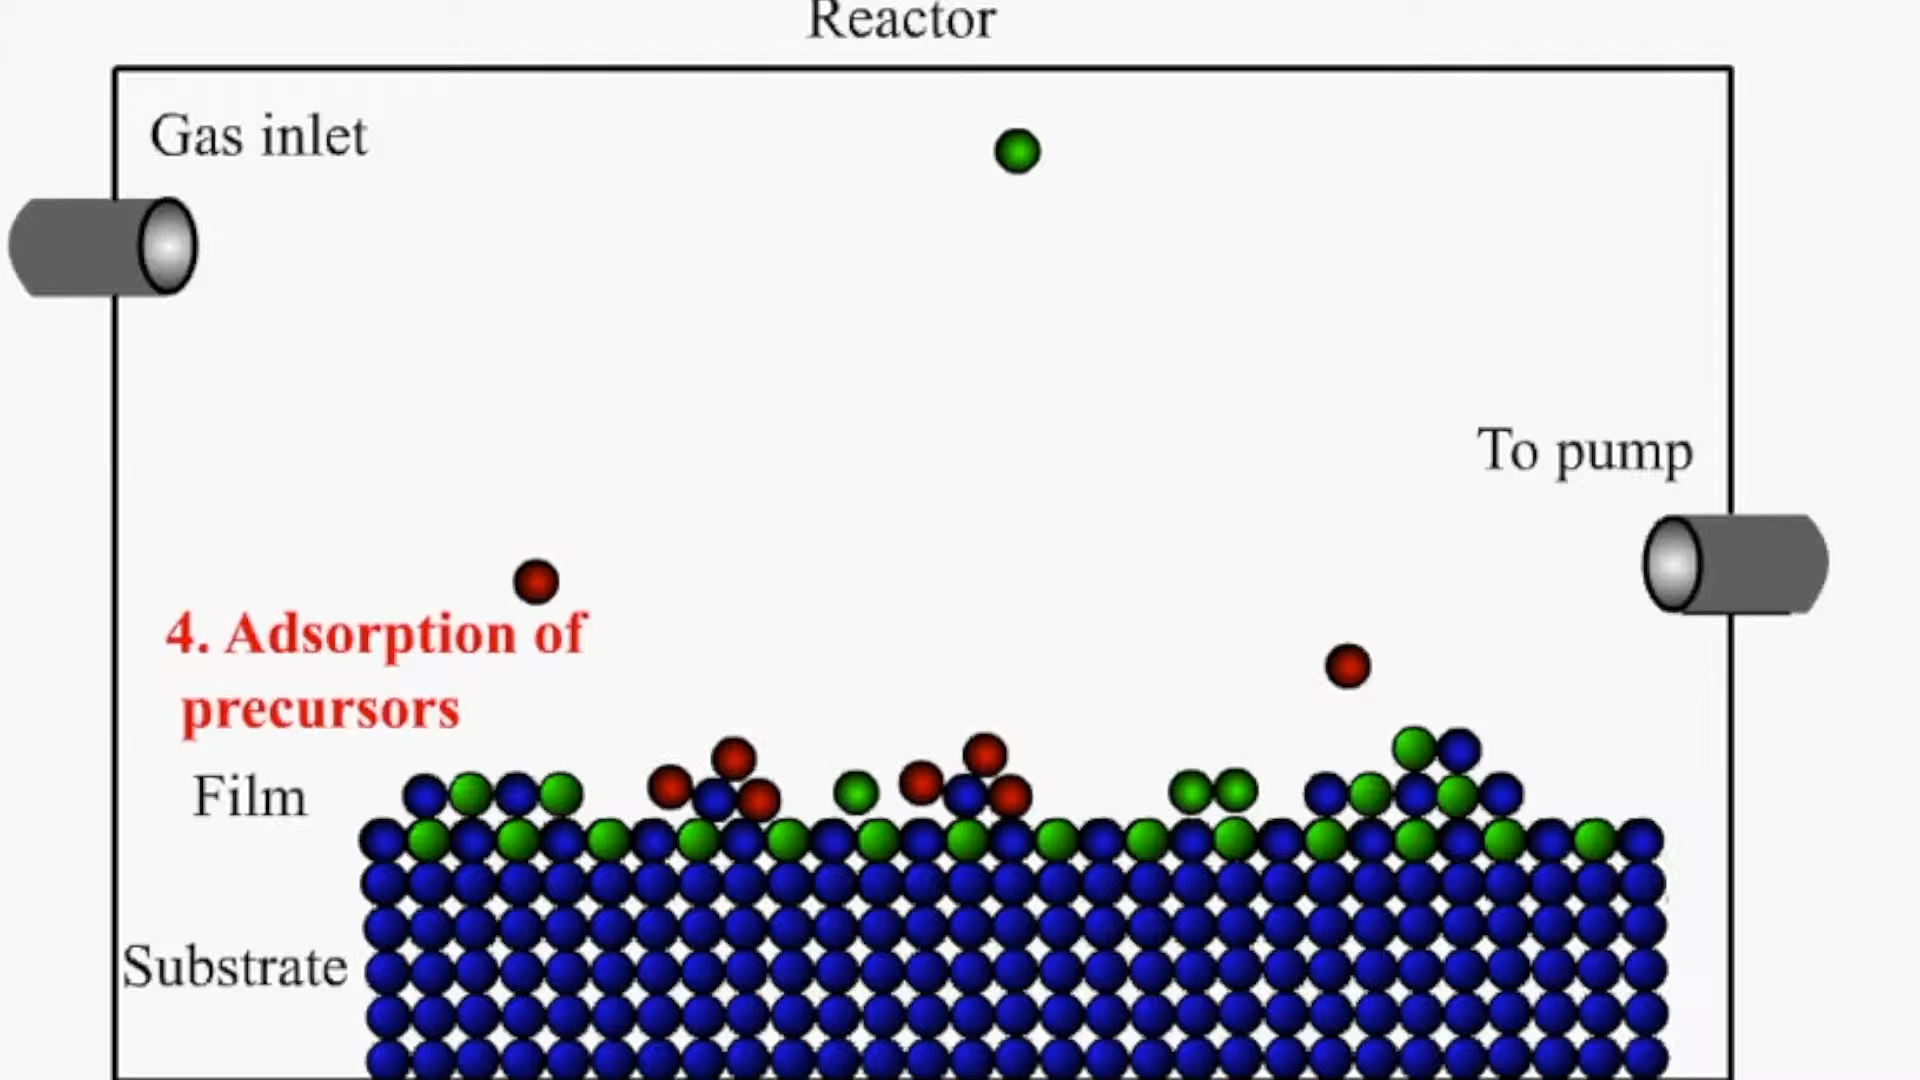 Reactor
Gas inlet
To pump
4. Adsorption of
precursors
Film
Substrate